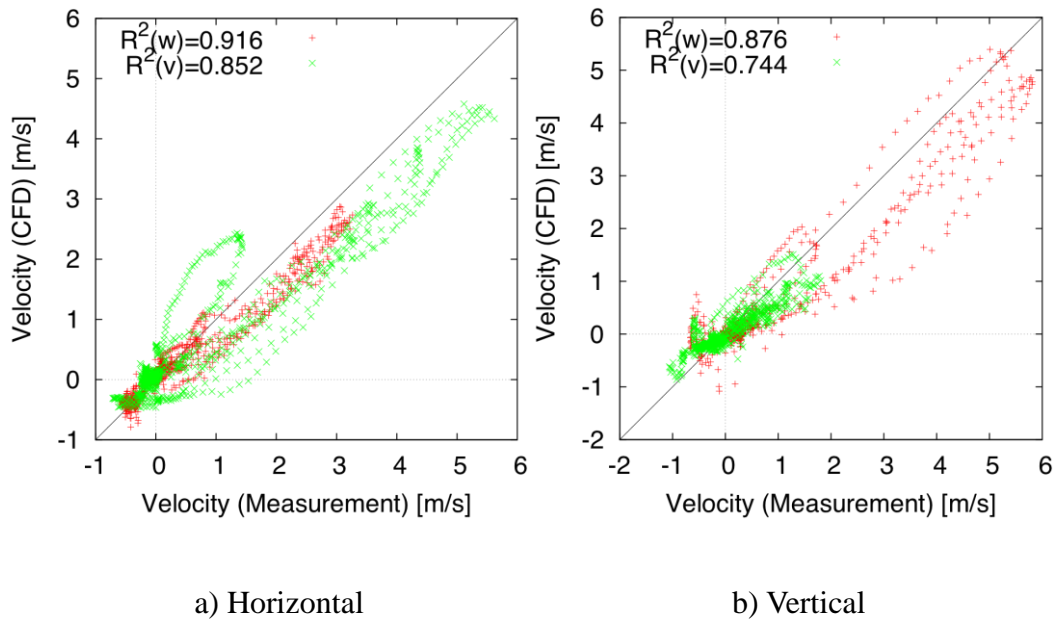 R²(w)=0.916
R²(v)=0.852
6
5
4
3
2
1
0
-1
-1 0 1 2 3 4 5 6
Velocity (CFD) [m/s]
Velocity (Measurement) [m/s]
a) Horizontal
R²(w)=0.876
R²(v)=0.744
6
5
4
3
2
1
0
-1
-2
-2 -1 0 1 2 3 4 5 6
Velocity (CFD) [m/s]
Velocity (Measurement) [m/s]
b) Vertical